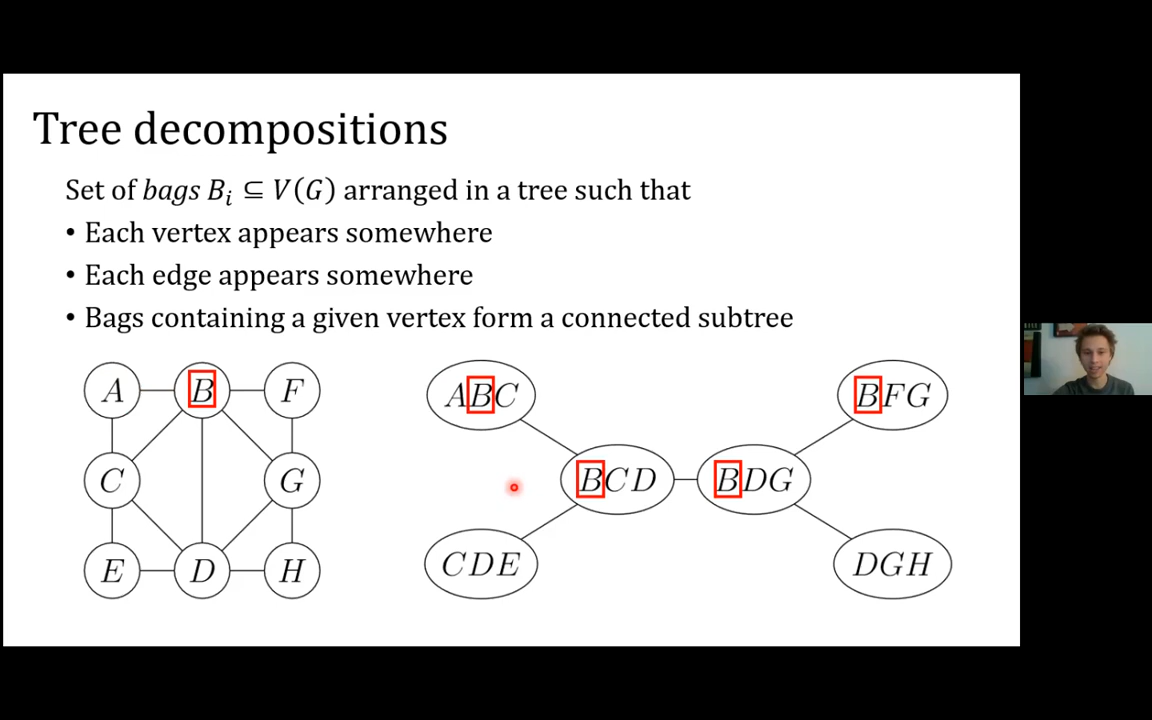 Tree decompositions
Set of bags B_i ⊆ V(G) arranged in a tree such that
• Each vertex appears somewhere
• Each edge appears somewhere
• Bags containing a given vertex form a connected subtree
A B F
C G
E D H
ABC BFG
BCD BDG
CDE DGH